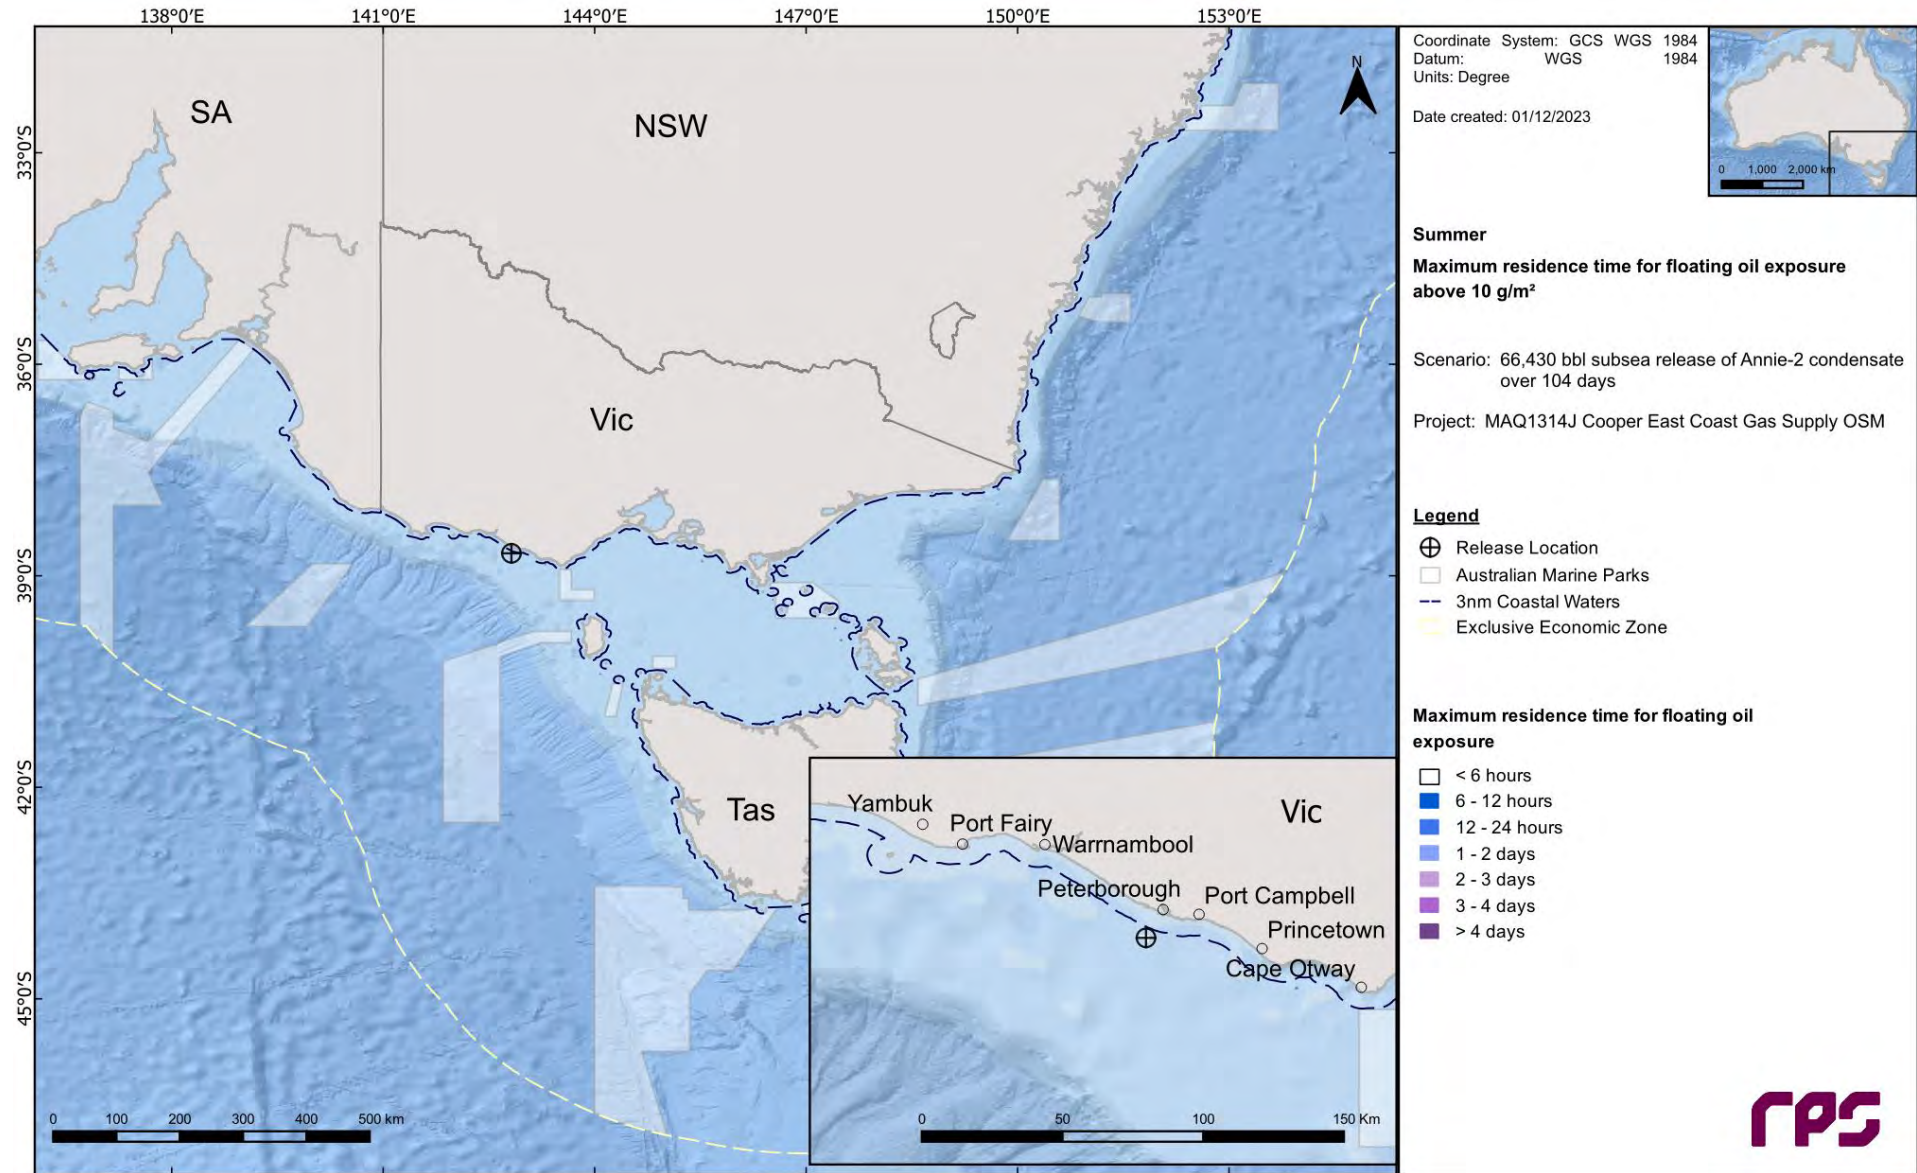 138°0'E 141°0'E 144°0'E 147°0'E 150°0'E 153°0'E
33°0'S
36°0'S
39°0'S
42°0'S
45°0'S
SA
NSW
Vic
Tas
N
0 100 200 300 400 500 km
Yambuk
Port Fairy
Warrnambool
Vic
Peterborough
Port Campbell
Princetown
Cape Otway
0 50 100 150 Km
Coordinate System: GCS WGS 1984
Datum: WGS 1984
Units: Degree
Date created: 01/12/2023
0 1,000 2,000 km
Summer
Maximum residence time for floating oil exposure
above 10 g/m²
Scenario: 66,430 bbl subsea release of Annie-2 condensate
over 104 days
Project: MAQ1314J Cooper East Coast Gas Supply OSM
Legend
Release Location
Australian Marine Parks
3nm Coastal Waters
Exclusive Economic Zone
Maximum residence time for floating oil
exposure
< 6 hours
6 - 12 hours
12 - 24 hours
1 - 2 days
2 - 3 days
3 - 4 days
> 4 days
rps